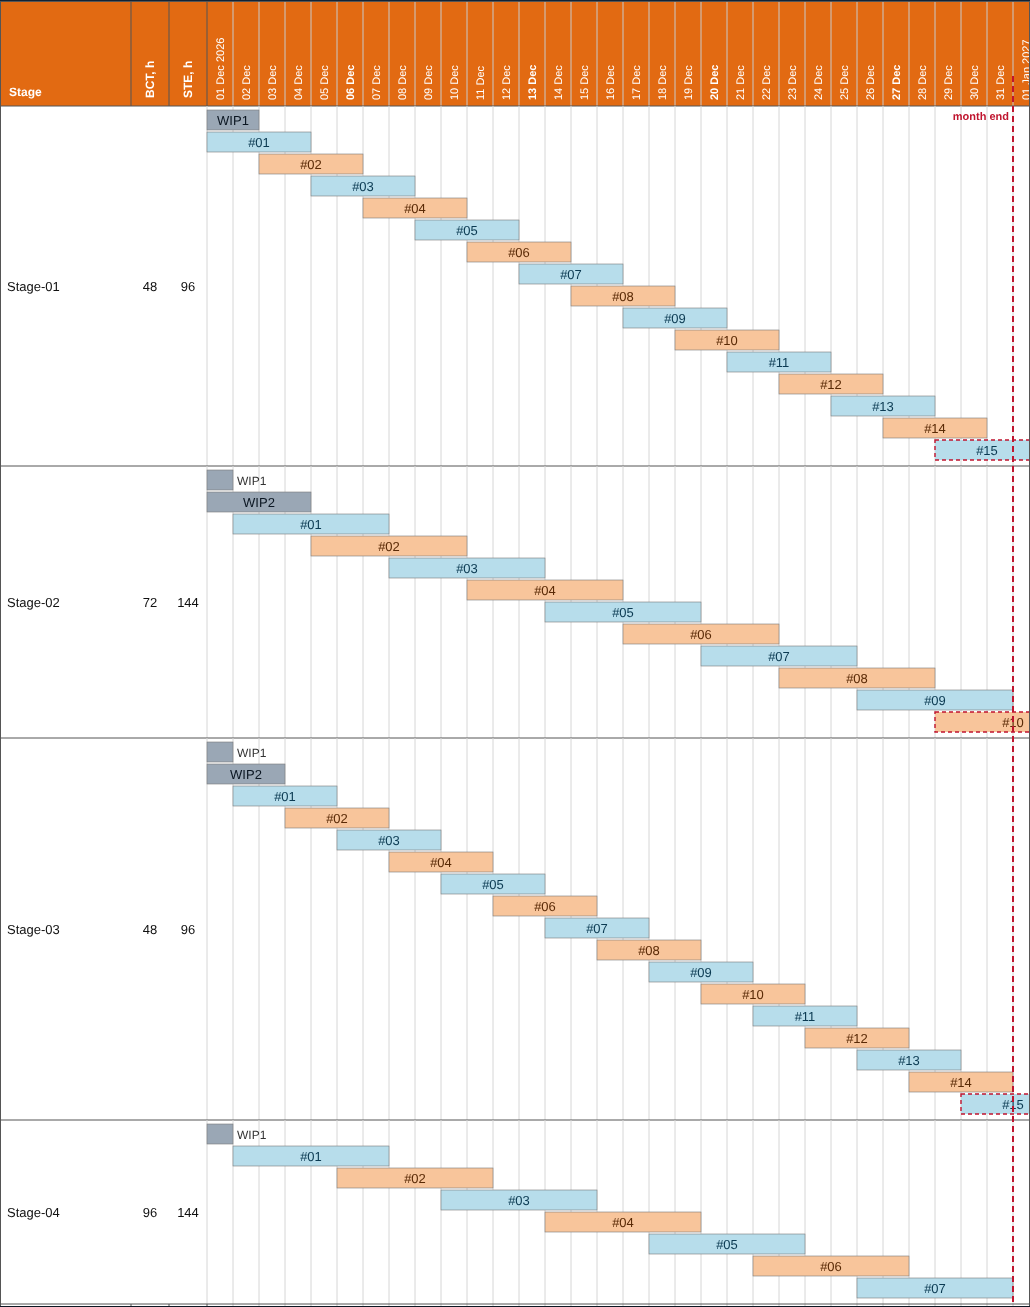 Stage
BCT, h
STE, h
01 Dec 2026
02 Dec
03 Dec
04 Dec
05 Dec
06 Dec
07 Dec
08 Dec
09 Dec
10 Dec
11 Dec
12 Dec
13 Dec
14 Dec
15 Dec
16 Dec
17 Dec
18 Dec
19 Dec
20 Dec
21 Dec
22 Dec
23 Dec
24 Dec
25 Dec
26 Dec
27 Dec
28 Dec
29 Dec
30 Dec
31 Dec
01 Jan 2027
month end
WIP1
#01
#02
#03
#04
#05
#06
#07
Stage-01 48 96
#08
#09
#10
#11
#12
#13
#14
#15
WIP1
WIP2
#01
#02
#03
#04
Stage-02 72 144
#05
#06
#07
#08
#09
#10
WIP1
WIP2
#01
#02
#03
#04
#05
#06
#07
Stage-03 48 96
#08
#09
#10
#11
#12
#13
#14
#15
WIP1
#01
#02
#03
Stage-04 96 144
#04
#05
#06
#07